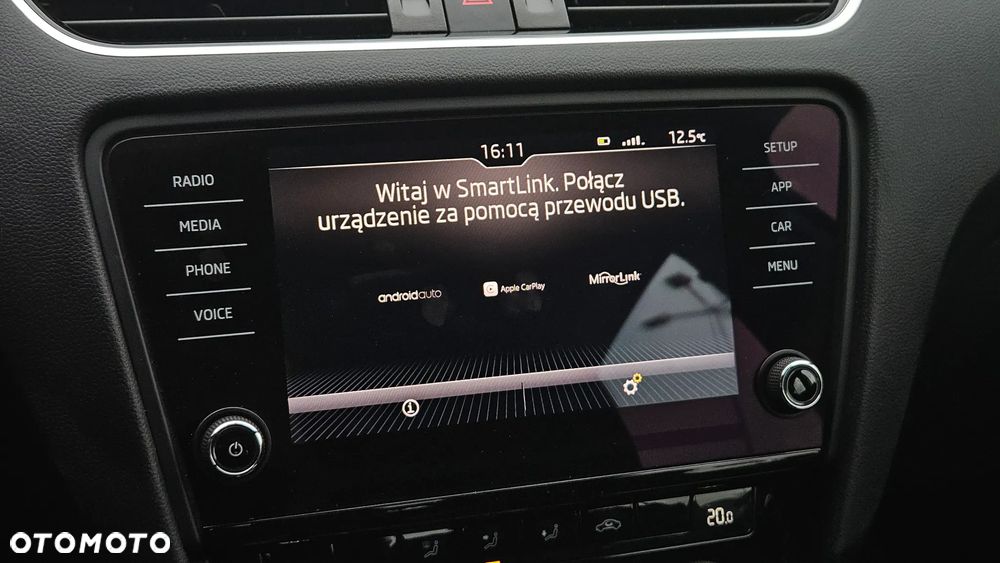 16:11
12.5°C
Witaj w SmartLink. Połącz
urządzenie za pomocą przewodu USB.
androidauto
Apple CarPlay
MirrorLink
RADIO
MEDIA
PHONE
VOICE
SETUP
APP
CAR
MENU
20.0
OTOMOTO